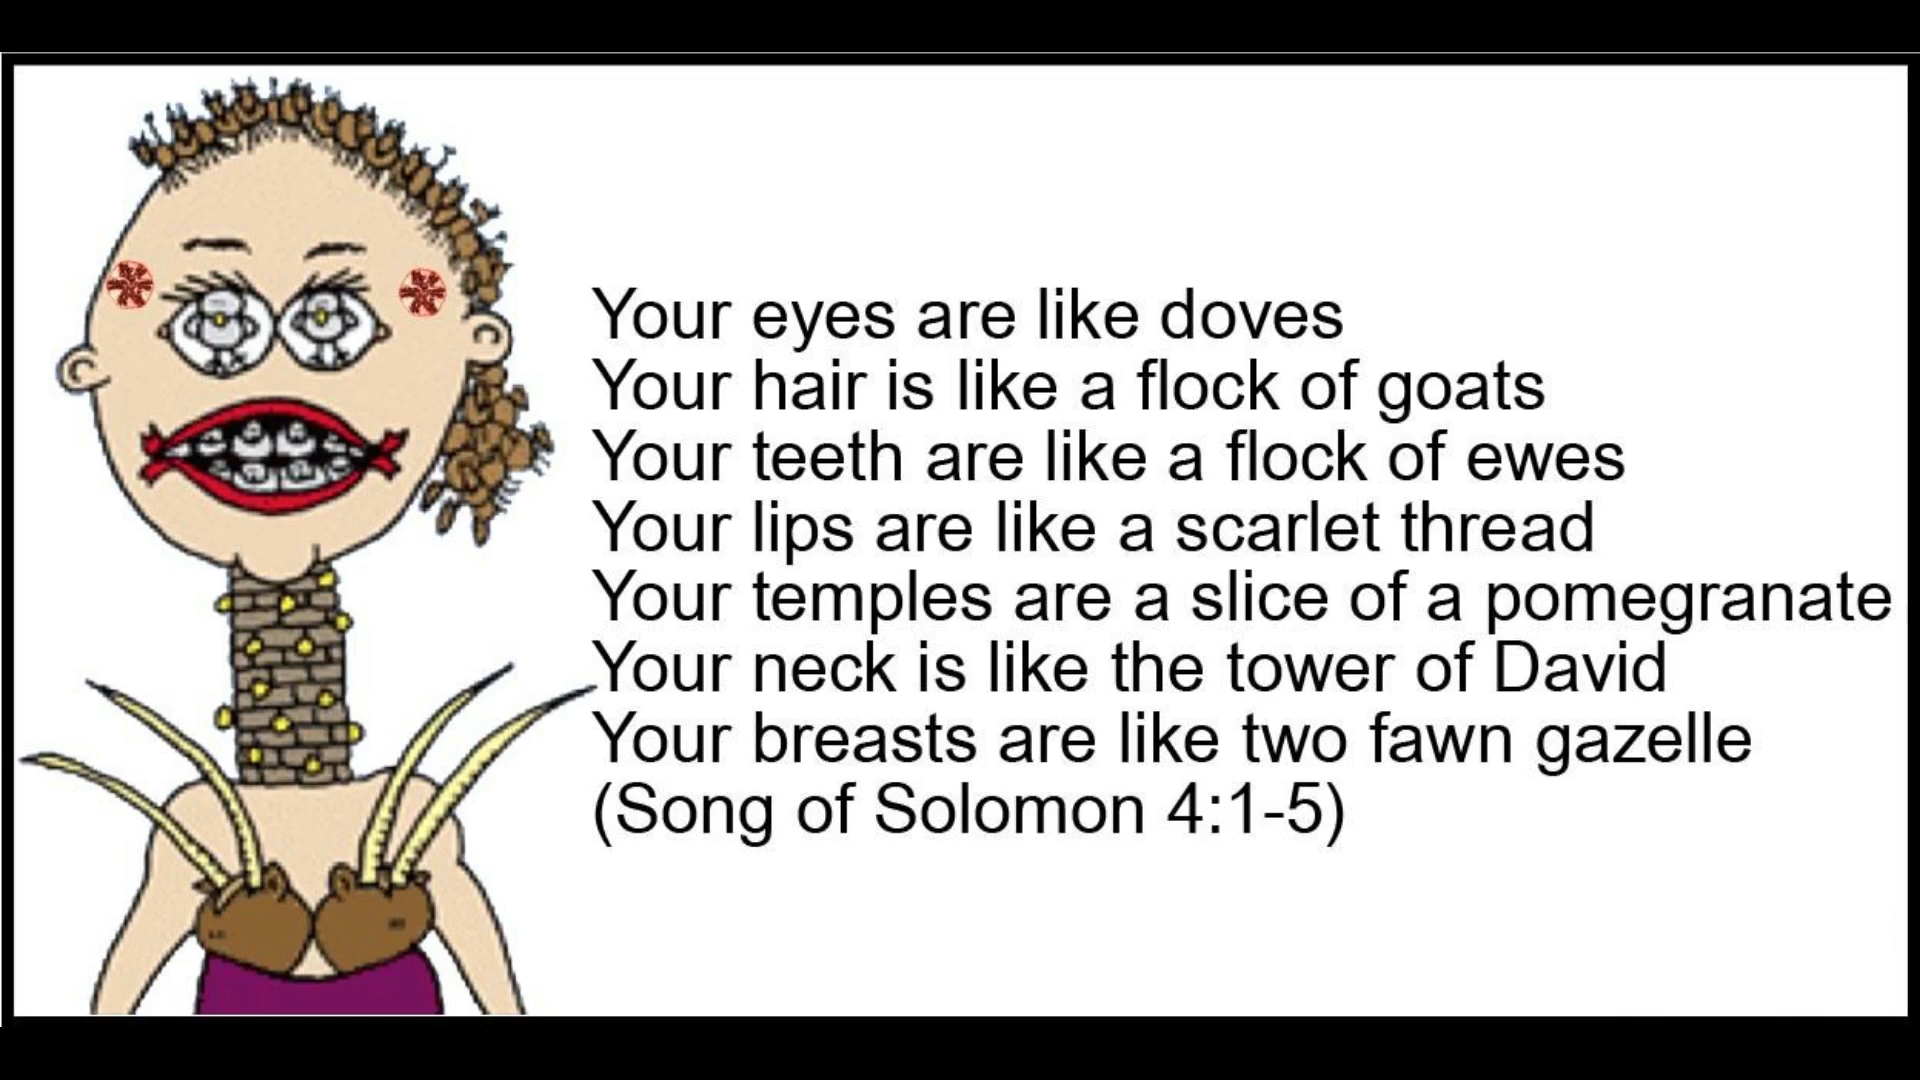 Your eyes are like doves
Your hair is like a flock of goats
Your teeth are like a flock of ewes
Your lips are like a scarlet thread
Your temples are a slice of a pomegranate
Your neck is like the tower of David
Your breasts are like two fawn gazelle
(Song of Solomon 4:1-5)